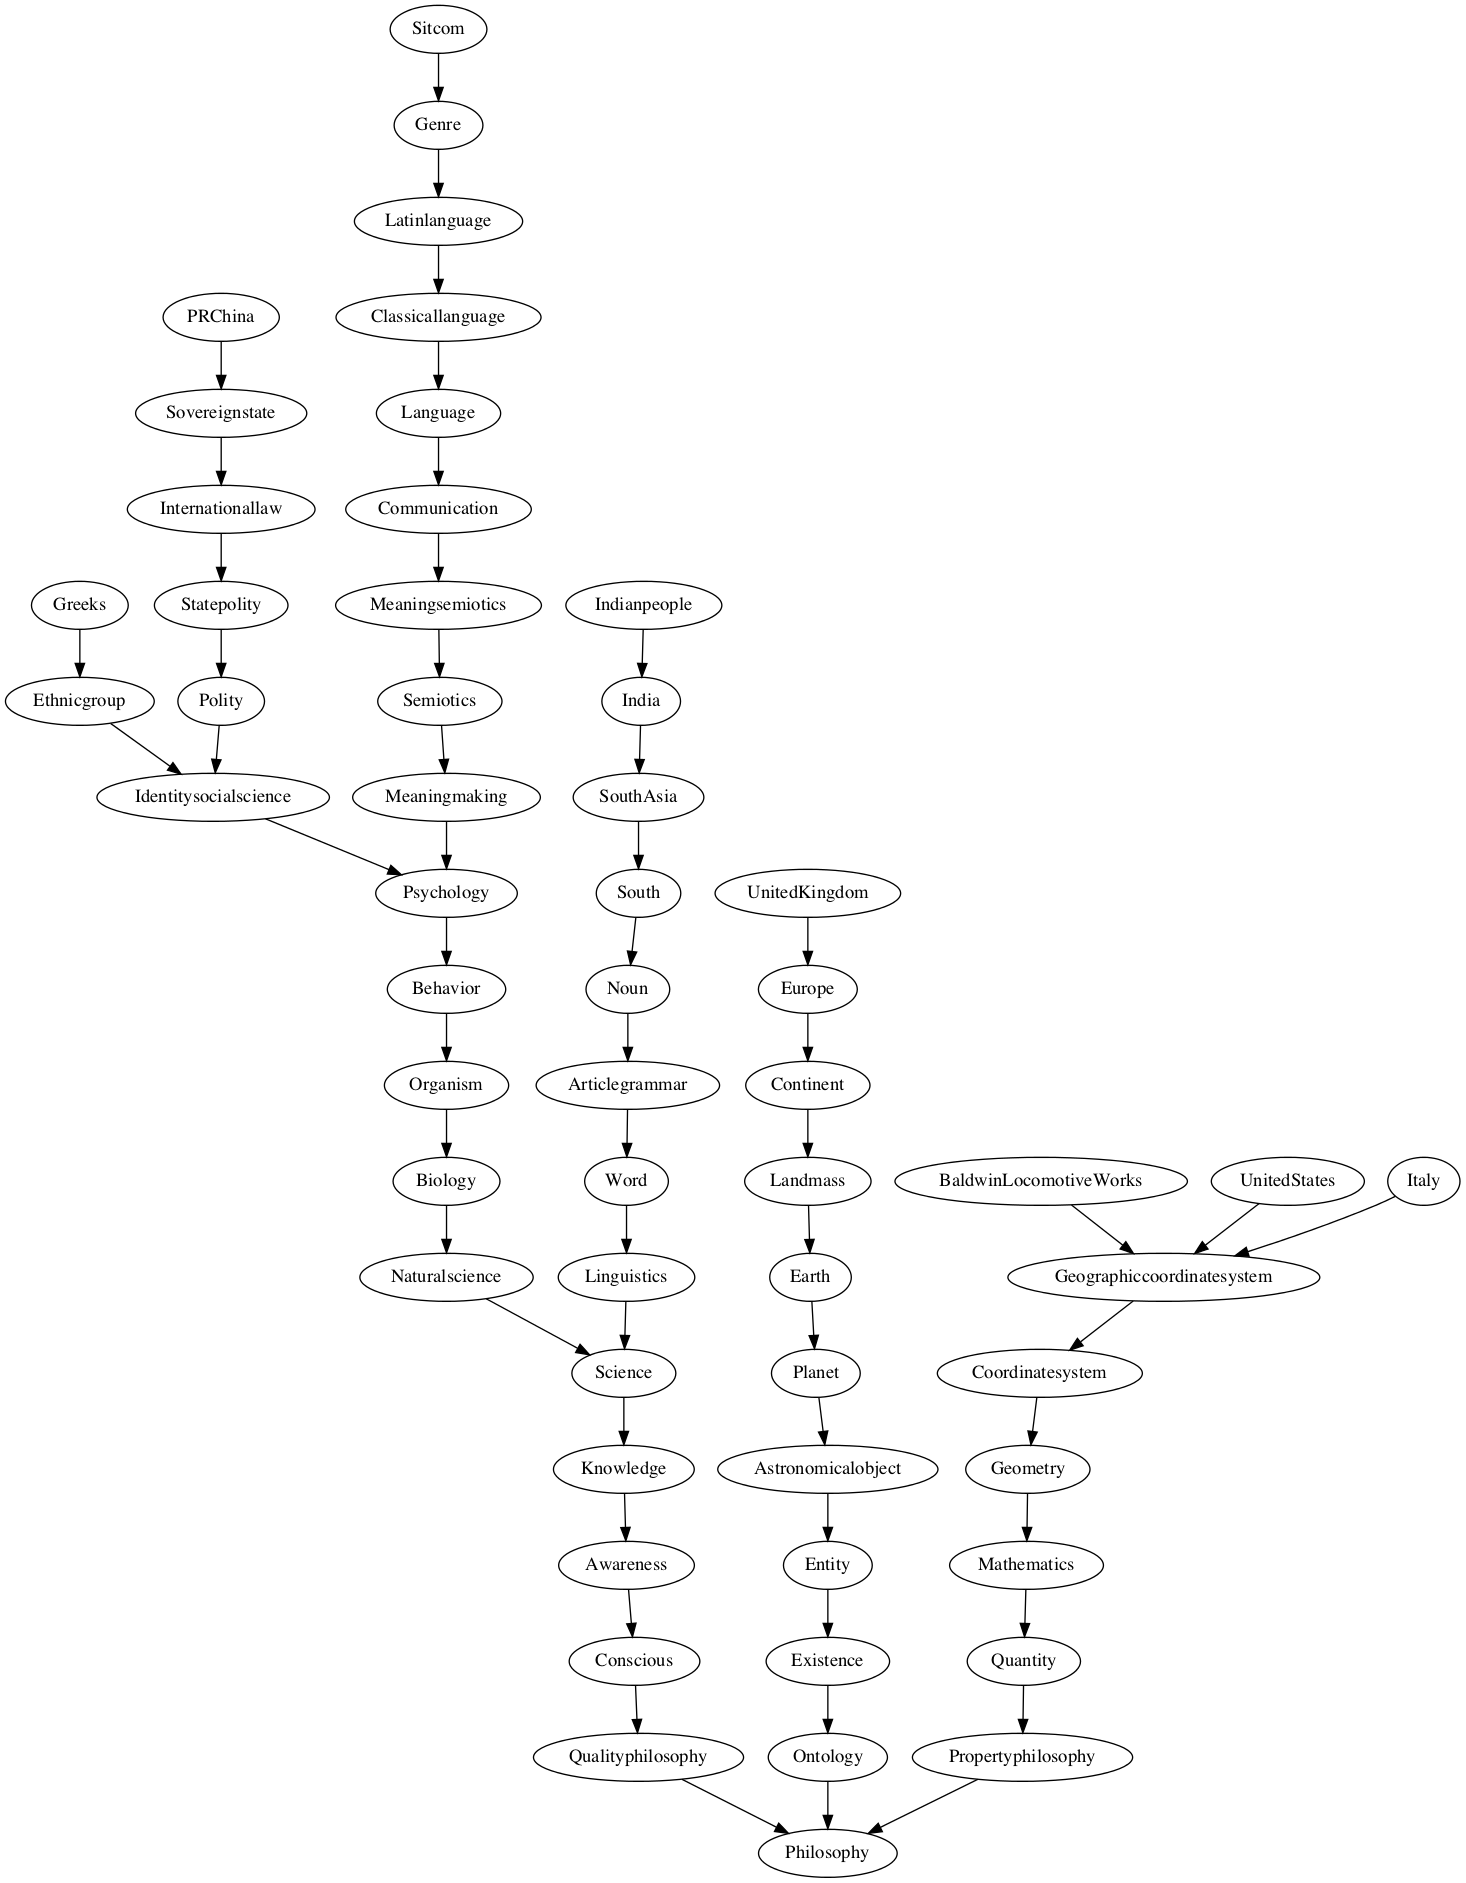 Sitcom
Genre
Latinlanguage
PRChina
Classicallanguage
Sovereignstate
Language
Internationallaw
Communication
Greeks
Statepolity
Meaningsemiotics
Indianpeople
Ethnicgroup
Polity
Semiotics
India
Identitysocialscience
Meaningmaking
SouthAsia
Psychology
South
UnitedKingdom
Behavior
Noun
Europe
Organism
Articlegrammar
Continent
Biology
Word
Landmass
BaldwinLocomotiveWorks
UnitedStates
Italy
Naturalscience
Linguistics
Earth
Geographiccoordinatesystem
Science
Planet
Coordinatesystem
Knowledge
Astronomicalobject
Geometry
Awareness
Entity
Mathematics
Conscious
Existence
Quantity
Qualityphilosophy
Ontology
Propertyphilosophy
Philosophy